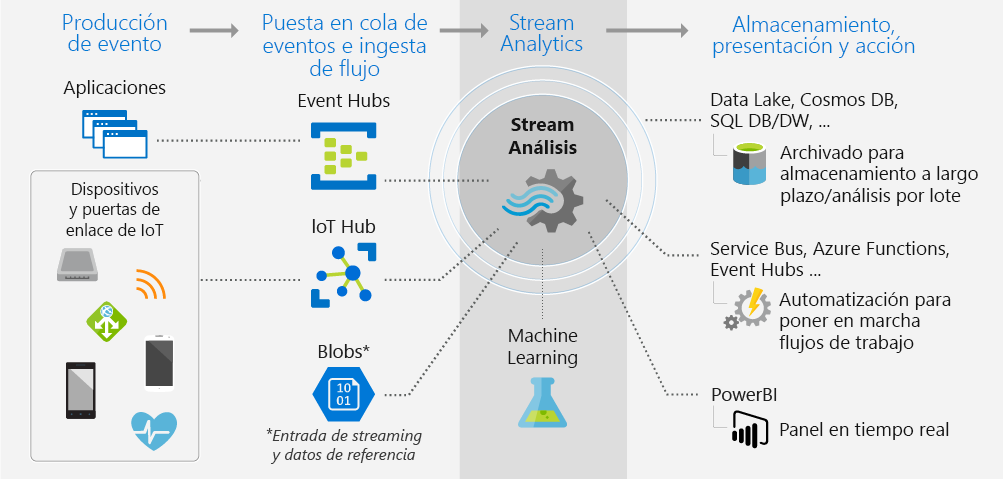 Producción
de evento
Puesta en cola de
eventos e ingesta
de flujo
Stream
Analytics
Almacenamiento,
presentación y acción
Aplicaciones
Dispositivos
y puertas de
enlace de IoT
Event Hubs
IoT Hub
Blobs*
10
01
*Entrada de streaming
y datos de referencia
Stream
Análisis
Machine
Learning
Data Lake, Cosmos DB,
SQL DB/DW, ...
Archivado para
almacenamiento a largo
plazo/análisis por lote
Service Bus, Azure Functions,
Event Hubs ...
Automatización para
poner en marcha
flujos de trabajo
PowerBI
Panel en tiempo real